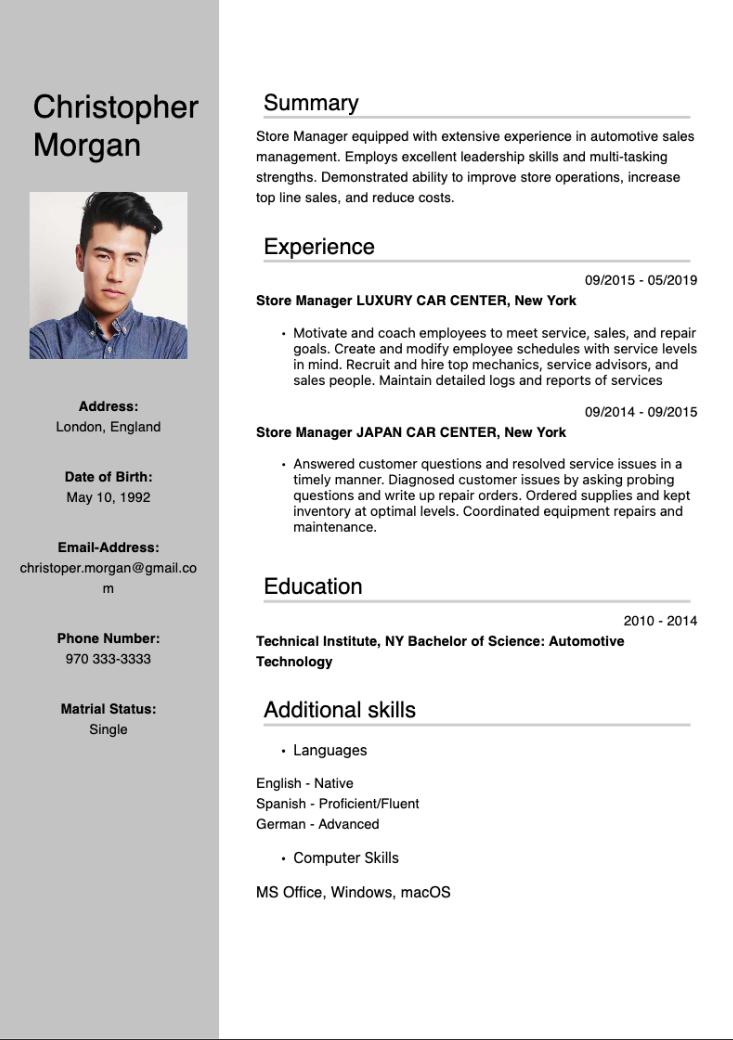 Christopher
Morgan
Address:
London, England
Date of Birth:
May 10, 1992
Email-Address:
christoper.morgan@gmail.co
m
Phone Number:
970 333-3333
Matrial Status:
Single
Summary
Store Manager equipped with extensive experience in automotive sales
management. Employs excellent leadership skills and multi-tasking
strengths. Demonstrated ability to improve store operations, increase
top line sales, and reduce costs.
Experience
09/2015 - 05/2019
Store Manager LUXURY CAR CENTER, New York
• Motivate and coach employees to meet service, sales, and repair
goals. Create and modify employee schedules with service levels
in mind. Recruit and hire top mechanics, service advisors, and
sales people. Maintain detailed logs and reports of services
09/2014 - 09/2015
Store Manager JAPAN CAR CENTER, New York
• Answered customer questions and resolved service issues in a
timely manner. Diagnosed customer issues by asking probing
questions and write up repair orders. Ordered supplies and kept
inventory at optimal levels. Coordinated equipment repairs and
maintenance.
Education
2010 - 2014
Technical Institute, NY Bachelor of Science: Automotive
Technology
Additional skills
• Languages
English - Native
Spanish - Proficient/Fluent
German - Advanced
• Computer Skills
MS Office, Windows, macOS